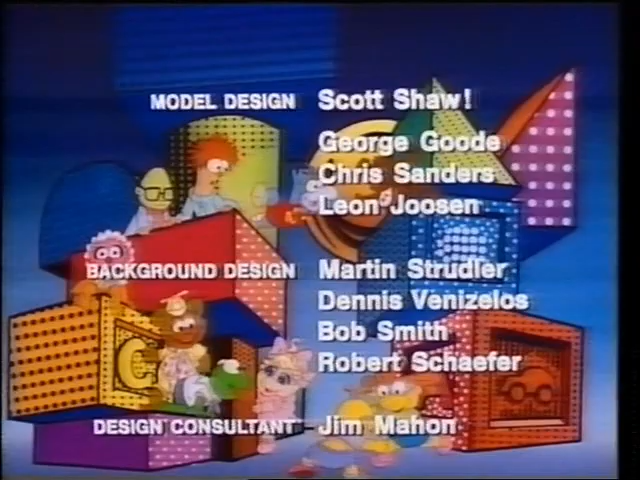 MODEL DESIGN Scott Shaw!
George Goode
Chris Sanders
Leon Joosen
BACKGROUND DESIGN Martin Strudler
Dennis Venizelos
Bob Smith
Robert Schaefer
C
DESIGN CONSULTANT Jim Mahon